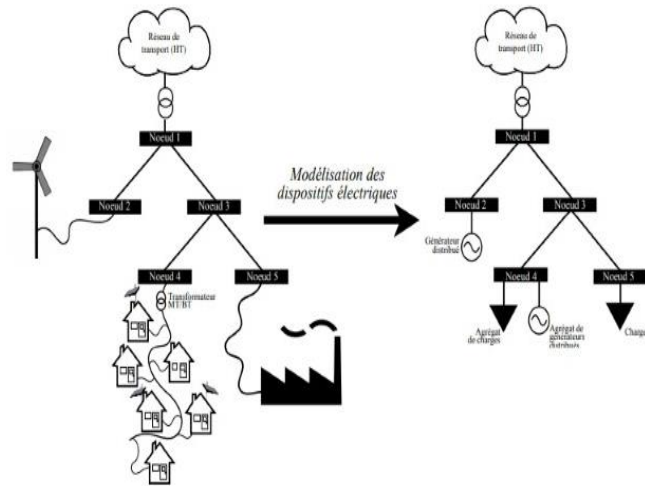 Réseau de
transport (HT)
Noeud 1
Noeud 2
Noeud 3
Noeud 4
Noeud 5
Transformateur
MT/BT
Modélisation des
dispositifs électriques
Réseau de
transport (HT)
Noeud 1
Noeud 2
Noeud 3
Générateur
distribué
Noeud 4
Noeud 5
Agrégat
de charges
Agrégat de
générateurs
distribués
Charge